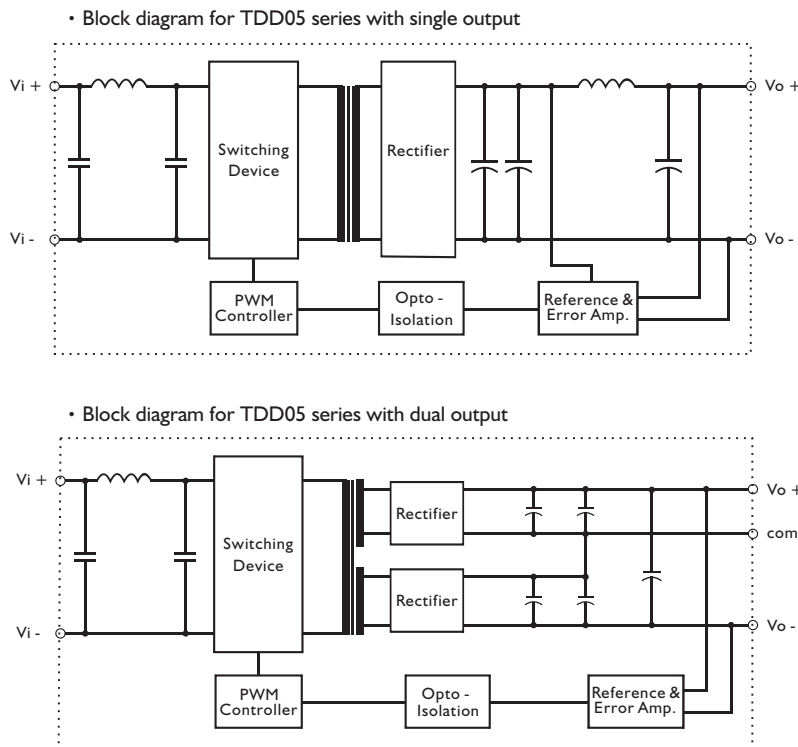 ・Block diagram for TDD05 series with single output
Vi +
Vo +
Switching
Device
Rectifier
Vi -
Vo -
PWM
Controller
Opto -
Isolation
Reference &
Error Amp.
・Block diagram for TDD05 series with dual output
Vi +
Vo +
Rectifier
com
Switching
Device
Rectifier
Vi -
Vo -
PWM
Controller
Opto -
Isolation
Reference &
Error Amp.